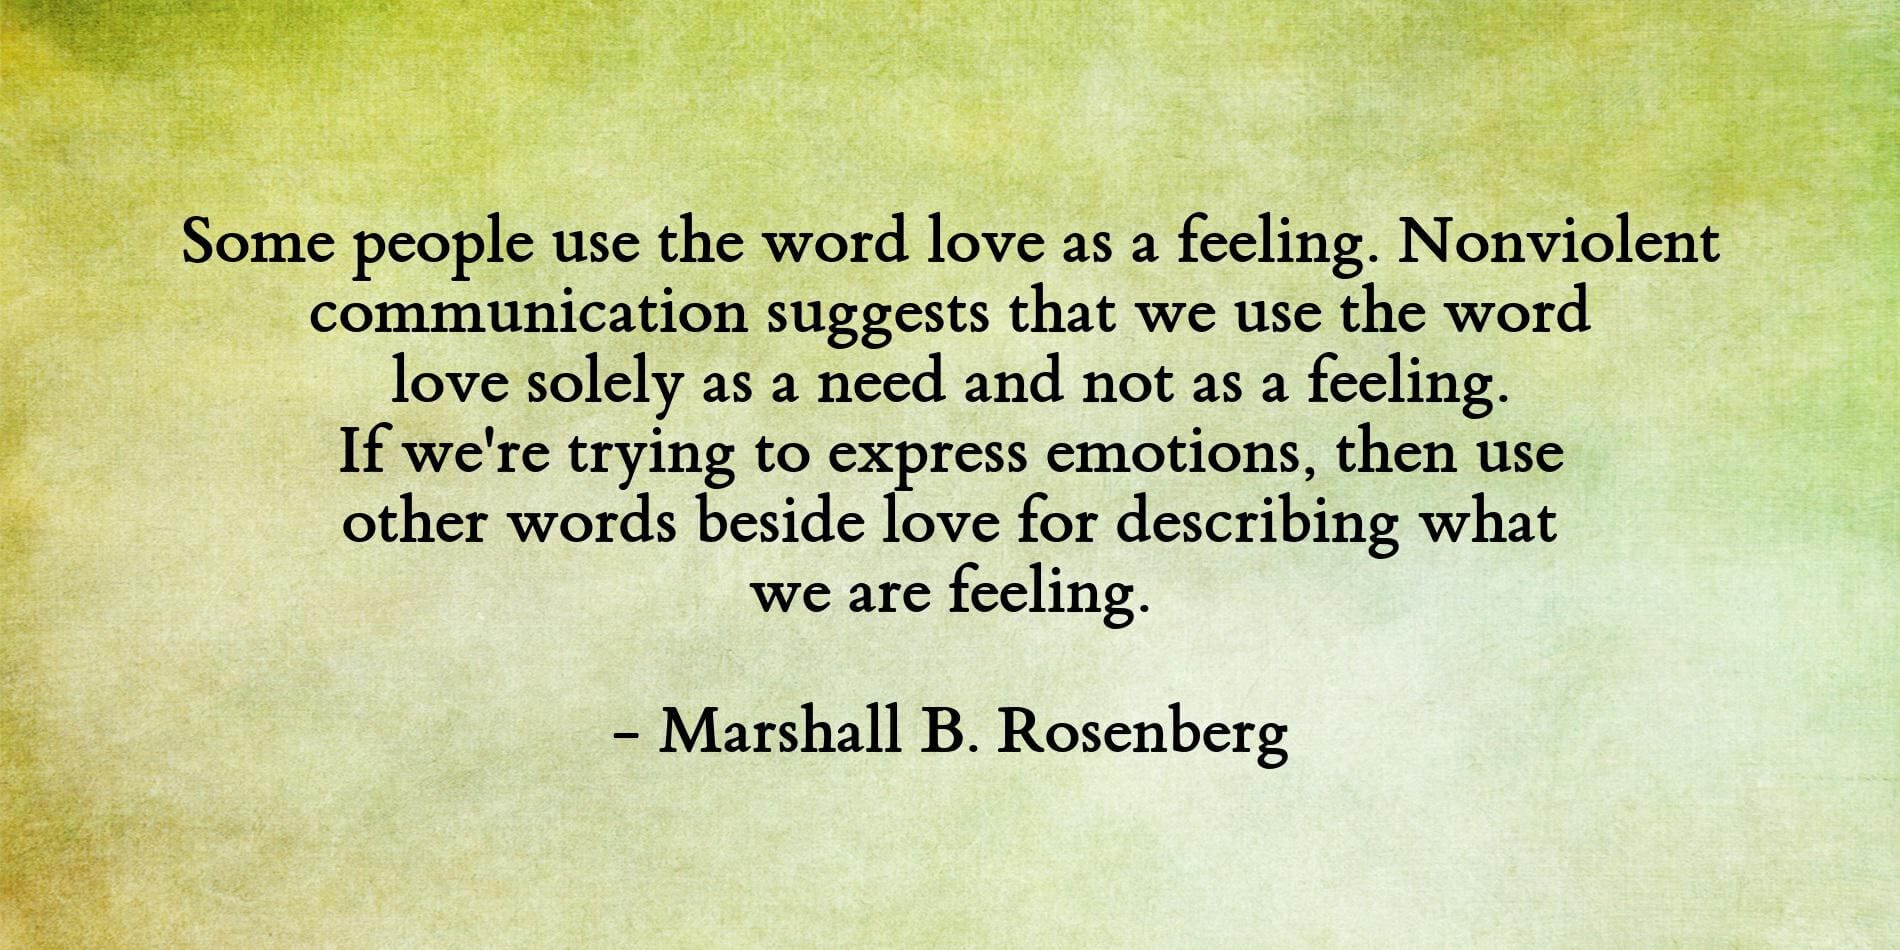 Some people use the word love as a feeling. Nonviolent
communication suggests that we use the word
love solely as a need and not as a feeling.
If we're trying to express emotions, then use
other words beside love for describing what
we are feeling.
- Marshall B. Rosenberg